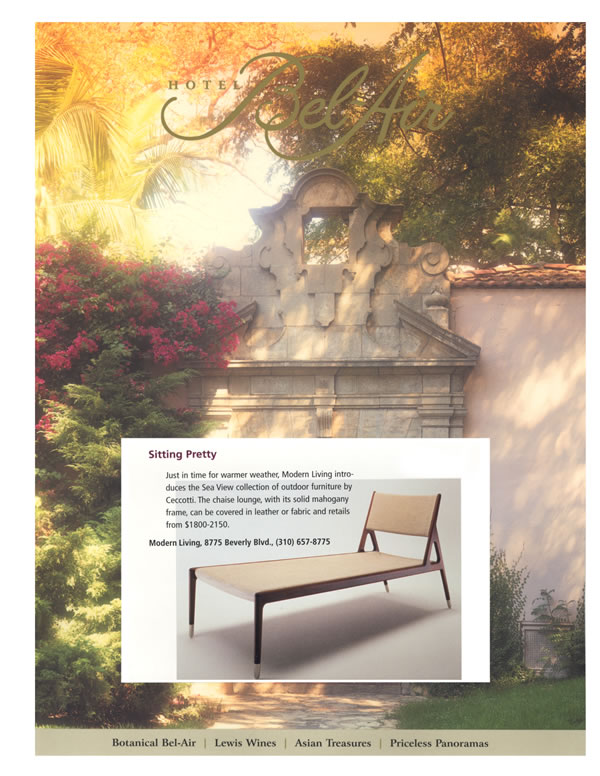 HOTEL Bel-Air
Sitting Pretty
Just in time for warmer weather, Modern Living intro-
duces the Sea View collection of outdoor furniture by
Ceccotti. The chaise lounge, with its solid mahogany
frame, can be covered in leather or fabric and retails
from $1800-2150.
Modern Living, 8775 Beverly Blvd., (310) 657-8775
Botanical Bel-Air | Lewis Wines | Asian Treasures | Priceless Panoramas